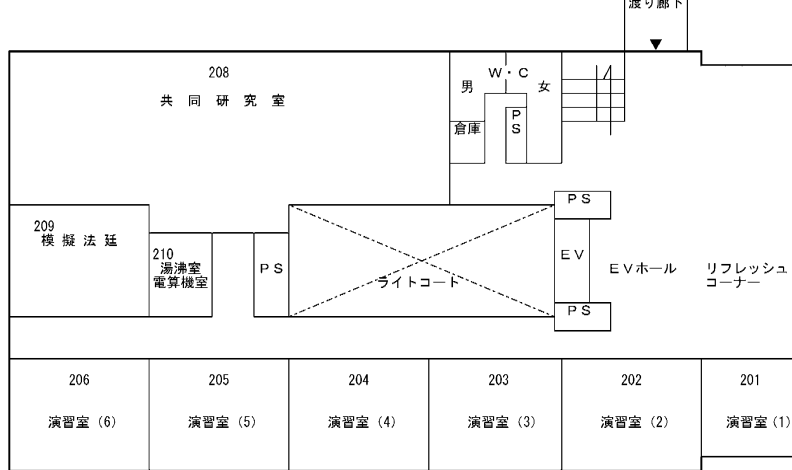 渡り廊下
208
共同研究室
W・C
男
女
倉庫
PS
209
模擬法廷
210
湯沸室
電算機室
PS
ライトコート
PS
EV
PS
EVホール
リフレッシュ
コーナー
206
演習室(6)
205
演習室(5)
204
演習室(4)
203
演習室(3)
202
演習室(2)
201
演習室(1)